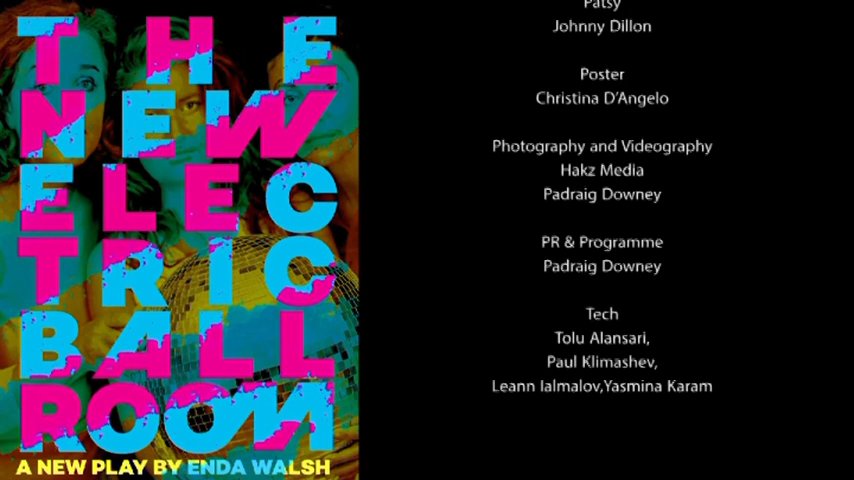 THE
NEW
ELEC
TRIC
BALL
ROOM
A NEW PLAY BY ENDA WALSH
Patsy
Johnny Dillon
Poster
Christina D'Angelo
Photography and Videography
Hakz Media
Padraig Downey
PR & Programme
Padraig Downey
Tech
Tolu Alansari,
Paul Klimashev,
Leann Ialmalov,Yasmina Karam